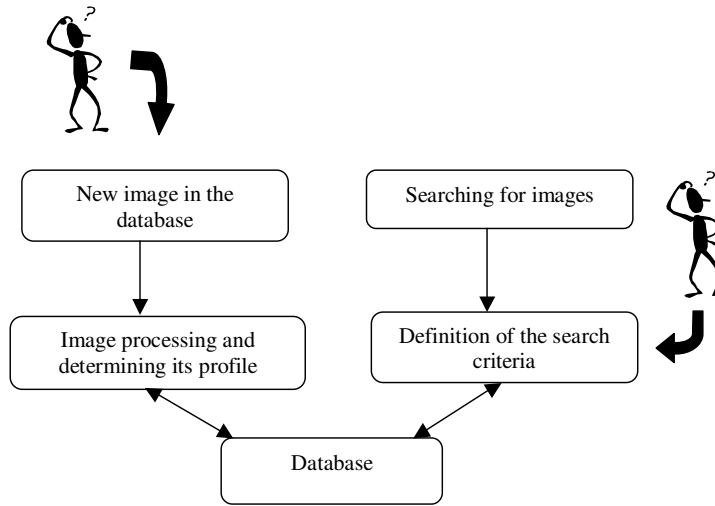 ?
New image in the
database
Searching for images
?
Image processing and
determining its profile
Definition of the search
criteria
Database